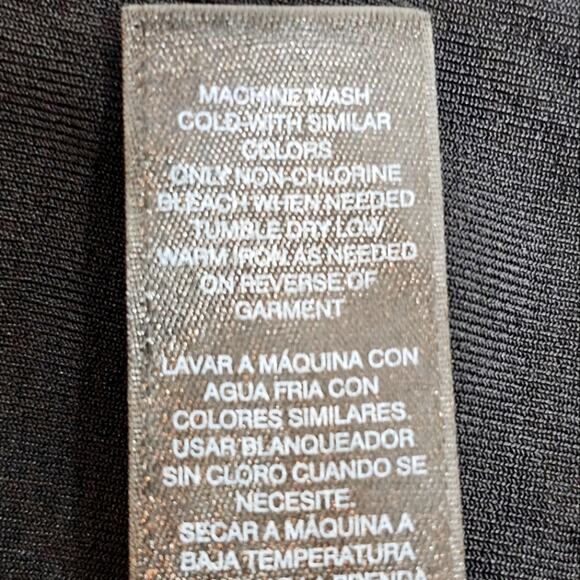 MACHINE WASH
COLD-WITH SIMILAR
COLORS
ONLY NON-CHLORINE
BLEACH WHEN NEEDED
TUMBLE DRY LOW
WARM IRON AS NEEDED
ON REVERSE OF
GARMENT
LAVAR A MÁQUINA CON
AGUA FRIA CON
COLORES SIMILARES.
USAR BLANQUEADOR
SIN CLORO CUANDO SE
NECESITE.
SECAR A MÁQUINA A
BAJA TEMPERATURA